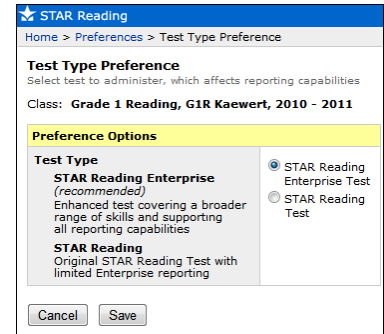 STAR Reading
Home > Preferences > Test Type Preference
Test Type Preference
Select test to administer, which affects reporting capabilities
Class: Grade 1 Reading, G1R Kaewert, 2010 - 2011
Preference Options
Test Type
STAR Reading Enterprise
(recommended)
Enhanced test covering a broader
range of skills and supporting
all reporting capabilities
STAR Reading
Original STAR Reading Test with
limited Enterprise reporting
STAR Reading
Enterprise Test
STAR Reading
Test
Cancel Save